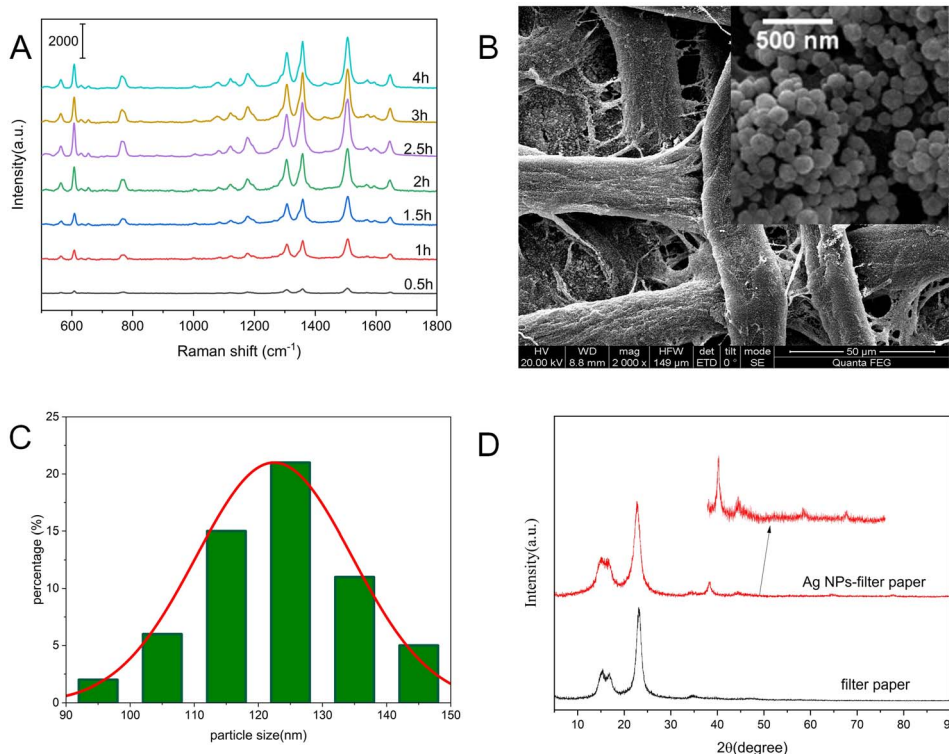 A
2000
4h
3h
2.5h
2h
1.5h
1h
0.5h
Intensity(a.u.)
600 800 1000 1200 1400 1600 1800
Raman shift (cm-1)
B
500 nm
HV WD mag HFW det tilt mode 50 µm
20.00 kV 8.8 mm 2 000 x 149 µm ETD 0 ° SE Quanta FEG
C
25
20
15
10
5
0
percentage (%)
90 100 110 120 130 140 150
particle size(nm)
D
Intensity(a.u.)
Ag NPs-filter paper
filter paper
10 20 30 40 50 60 70 80 90
2θ(degree)